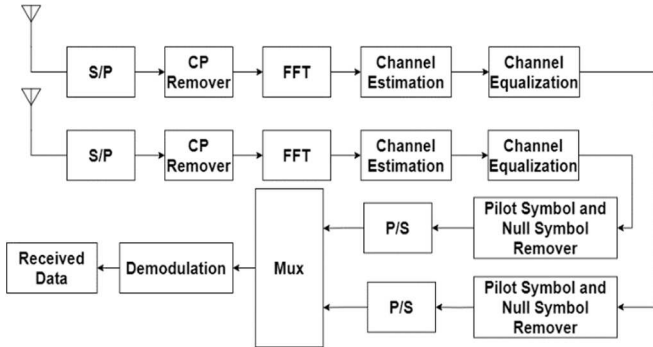 S/P
CP
Remover
FFT
Channel
Estimation
Channel
Equalization
S/P
CP
Remover
FFT
Channel
Estimation
Channel
Equalization
Received
Data
Demodulation
Mux
P/S
Pilot Symbol and
Null Symbol
Remover
P/S
Pilot Symbol and
Null Symbol
Remover